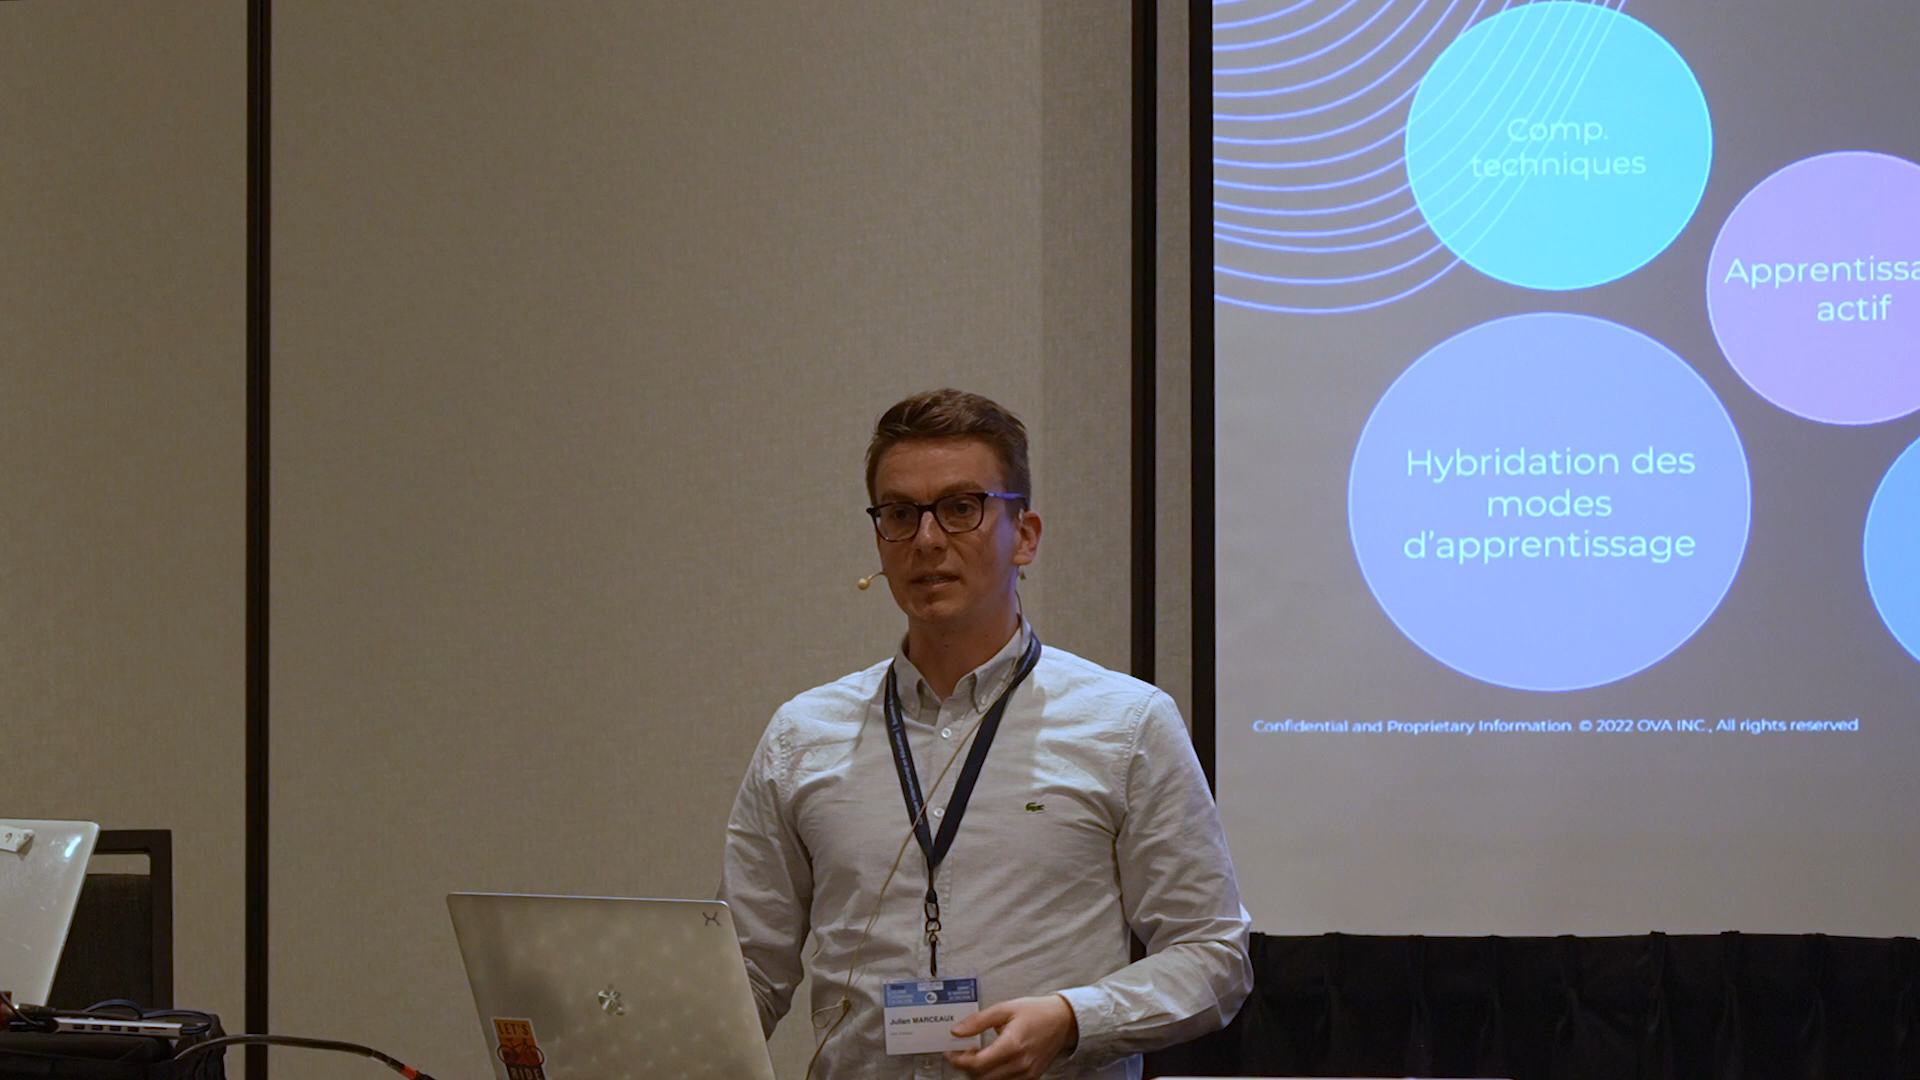 Comp.
techniques
Apprentissa
actif
Hybridation des
modes
d'apprentissage
Confidential and Proprietary Information. © 2022 OVA INC., All rights reserved
Julien MARCEAUX
LET'S
RIDE